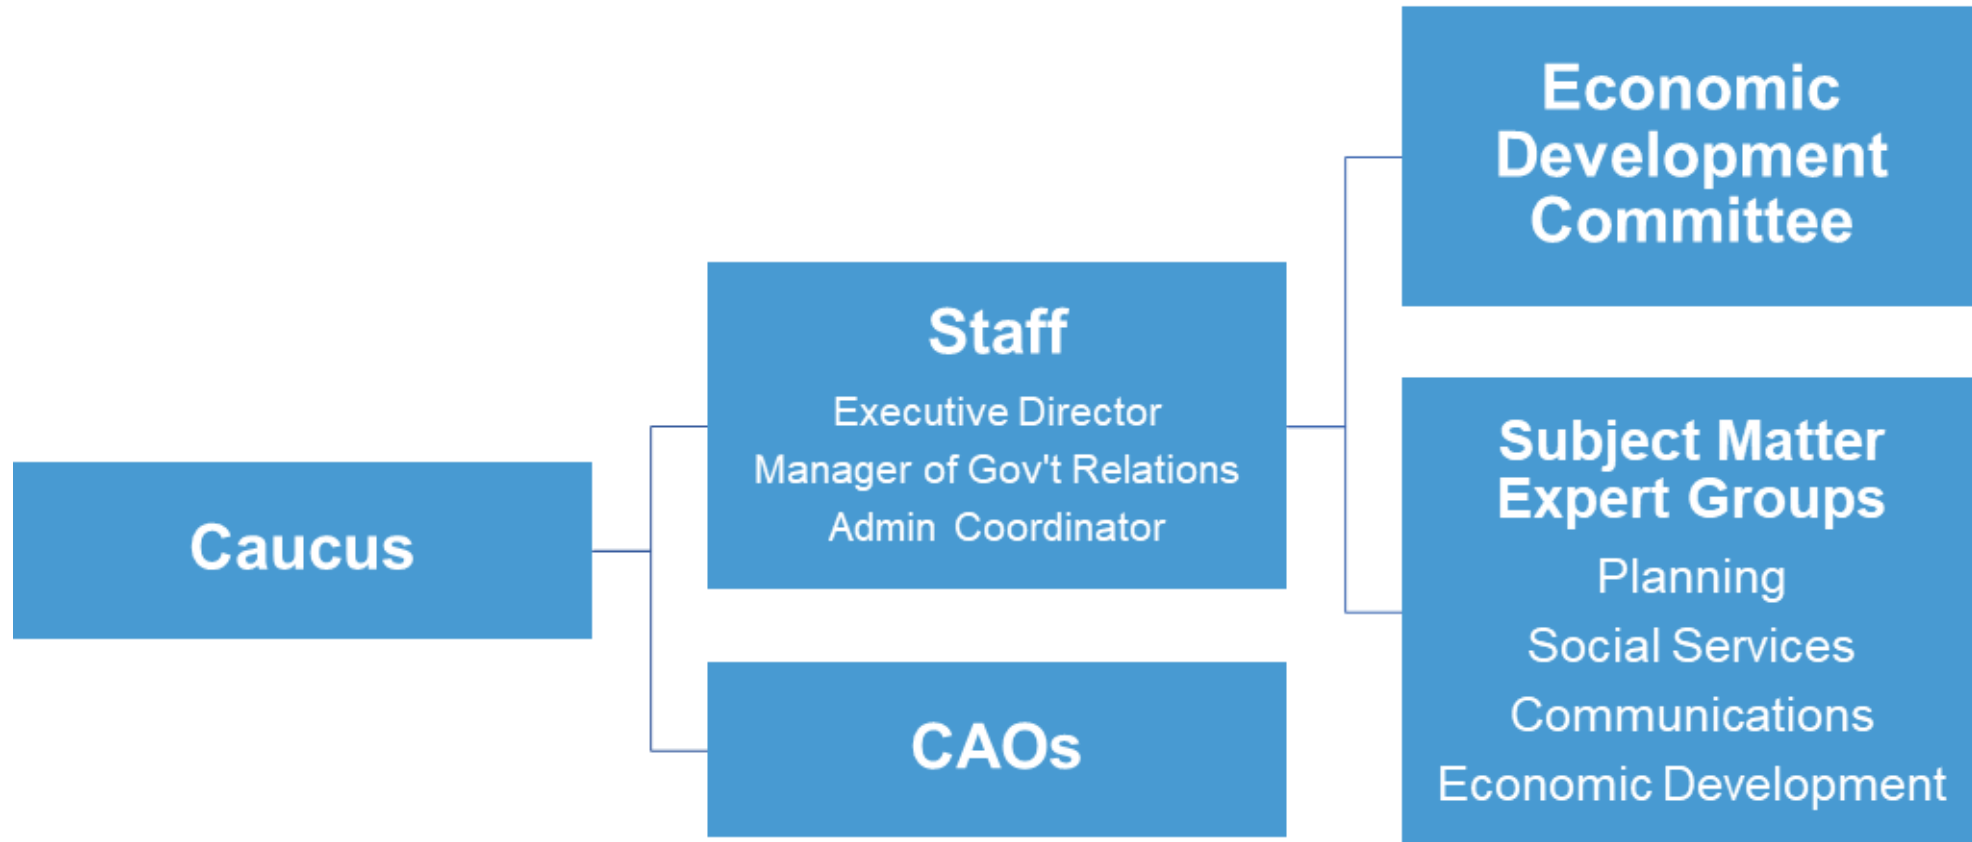 Caucus
Staff
Executive Director
Manager of Gov't Relations
Admin Coordinator
CAOs
Economic
Development
Committee
Subject Matter
Expert Groups
Planning
Social Services
Communications
Economic Development